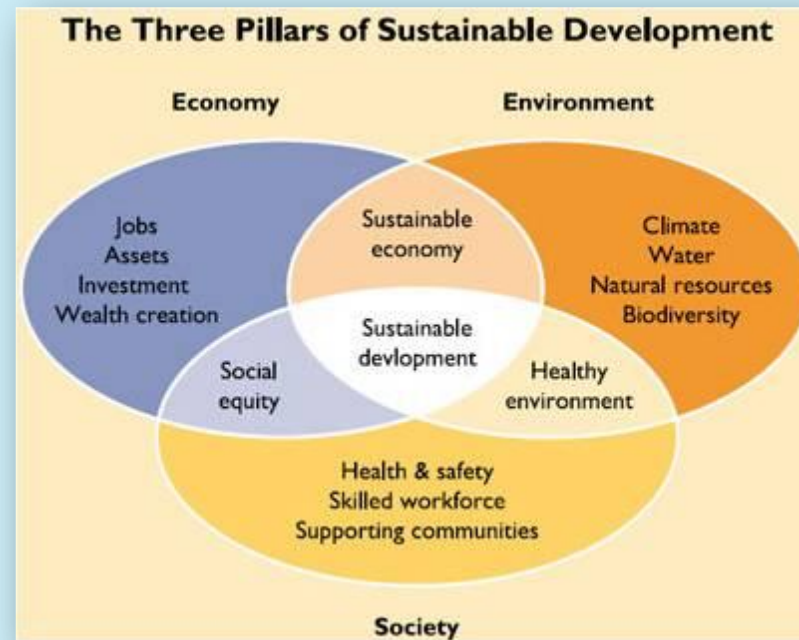 The Three Pillars of Sustainable Development
Economy
Environment
Jobs
Assets
Investment
Wealth creation
Sustainable
economy
Climate
Water
Natural resources
Biodiversity
Sustainable
devlopment
Social
equity
Healthy
environment
Health & safety
Skilled workforce
Supporting communities
Society